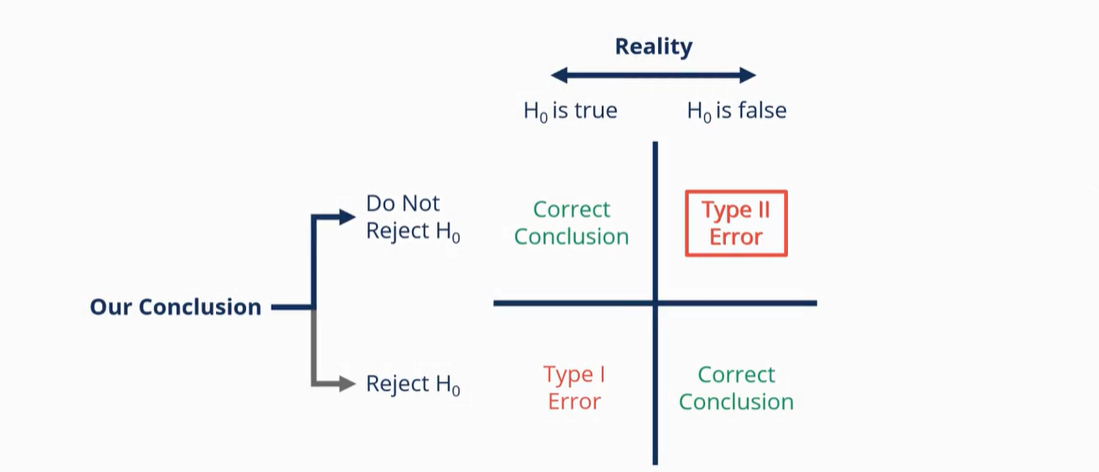 Reality
H₀ is true
H₀ is false
Do Not
Reject H₀
Correct
Conclusion
Type II
Error
Our Conclusion
Reject H₀
Type I
Error
Correct
Conclusion